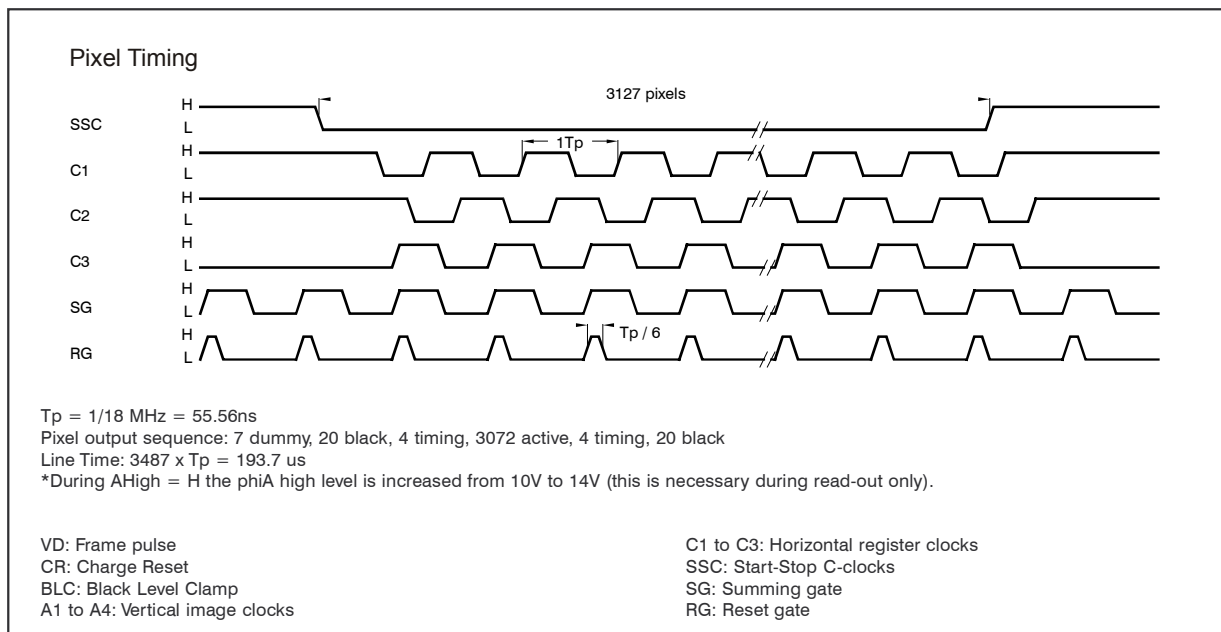 Pixel Timing
3127 pixels
SSC H L
1Tp
C1 H L
C2 H L
C3 H L
SG H L
Tp / 6
RG H L
Tp = 1/18 MHz = 55.56ns
Pixel output sequence: 7 dummy, 20 black, 4 timing, 3072 active, 4 timing, 20 black
Line Time: 3487 x Tp = 193.7 us
*During AHigh = H the phiA high level is increased from 10V to 14V (this is necessary during read-out only).
VD: Frame pulse
CR: Charge Reset
BLC: Black Level Clamp
A1 to A4: Vertical image clocks
C1 to C3: Horizontal register clocks
SSC: Start-Stop C-clocks
SG: Summing gate
RG: Reset gate